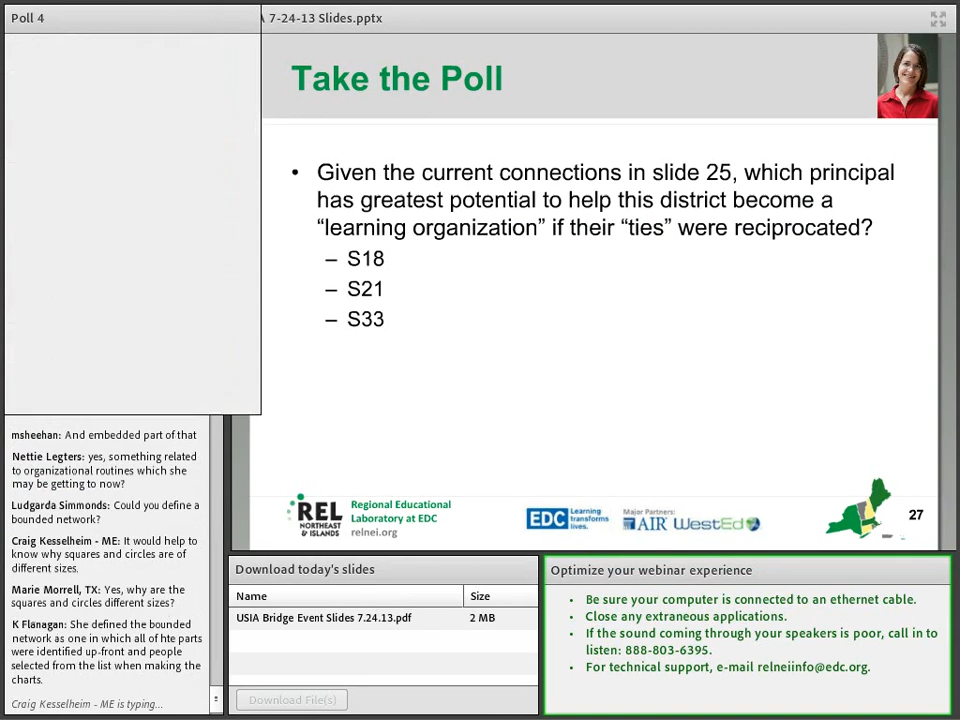 Poll 4
A 7-24-13 Slides.pptx
Take the Poll
• Given the current connections in slide 25, which principal
has greatest potential to help this district become a
“learning organization” if their “ties” were reciprocated?
– S18
– S21
– S33
REL
NORTHEAST
& ISLANDS
Regional Educational
Laboratory at EDC
relnei.org
EDC
Learning
transforms
lives.
Major Partners:
AIR
WestEd
27
msheehan: And embedded part of that
Nettie Legters: yes, something related
to organizational routines which she
may be getting to now?
Ludgarda Simmonds: Could you define a
bounded network?
Craig Kesselheim - ME: It would help to
know why squares and circles are of
different sizes.
Marie Morrell, TX: Yes, why are the
squares and circles different sizes?
K Flanagan: She defined the bounded
network as one in which all of hte parts
were identified up-front and people
selected from the list when making the
charts.
Craig Kesselheim - ME is typing...
Download today's slides
Name Size
USIA Bridge Event Slides 7.24.13.pdf 2 MB
Download File(s)
Optimize your webinar experience
• Be sure your computer is connected to an ethernet cable.
• Close any extraneous applications.
• If the sound coming through your speakers is poor, call in to
listen: 888-803-6395.
• For technical support, e-mail relneiinfo@edc.org.